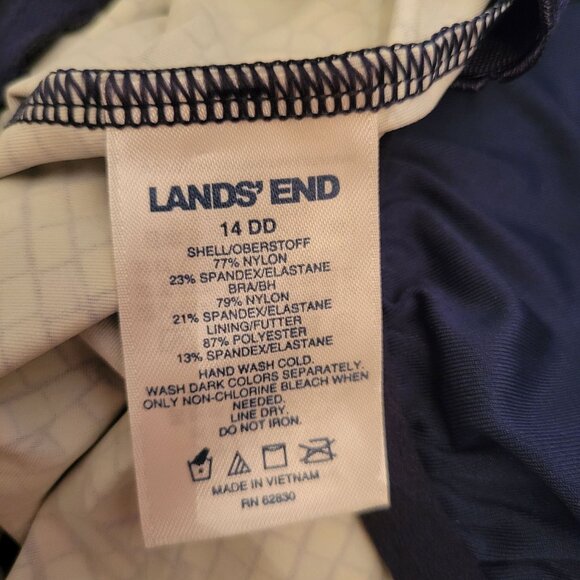 LANDS' END
14 DD
SHELL/OBERSTOFF
77% NYLON
23% SPANDEX/ELASTANE
BRA/BH
79% NYLON
21% SPANDEX/ELASTANE
LINING/FUTTER
87% POLYESTER
13% SPANDEX/ELASTANE
HAND WASH COLD.
WASH DARK COLORS SEPARATELY.
ONLY NON-CHLORINE BLEACH WHEN
NEEDED.
LINE DRY.
DO NOT IRON.
MADE IN VIETNAM
RN 62830